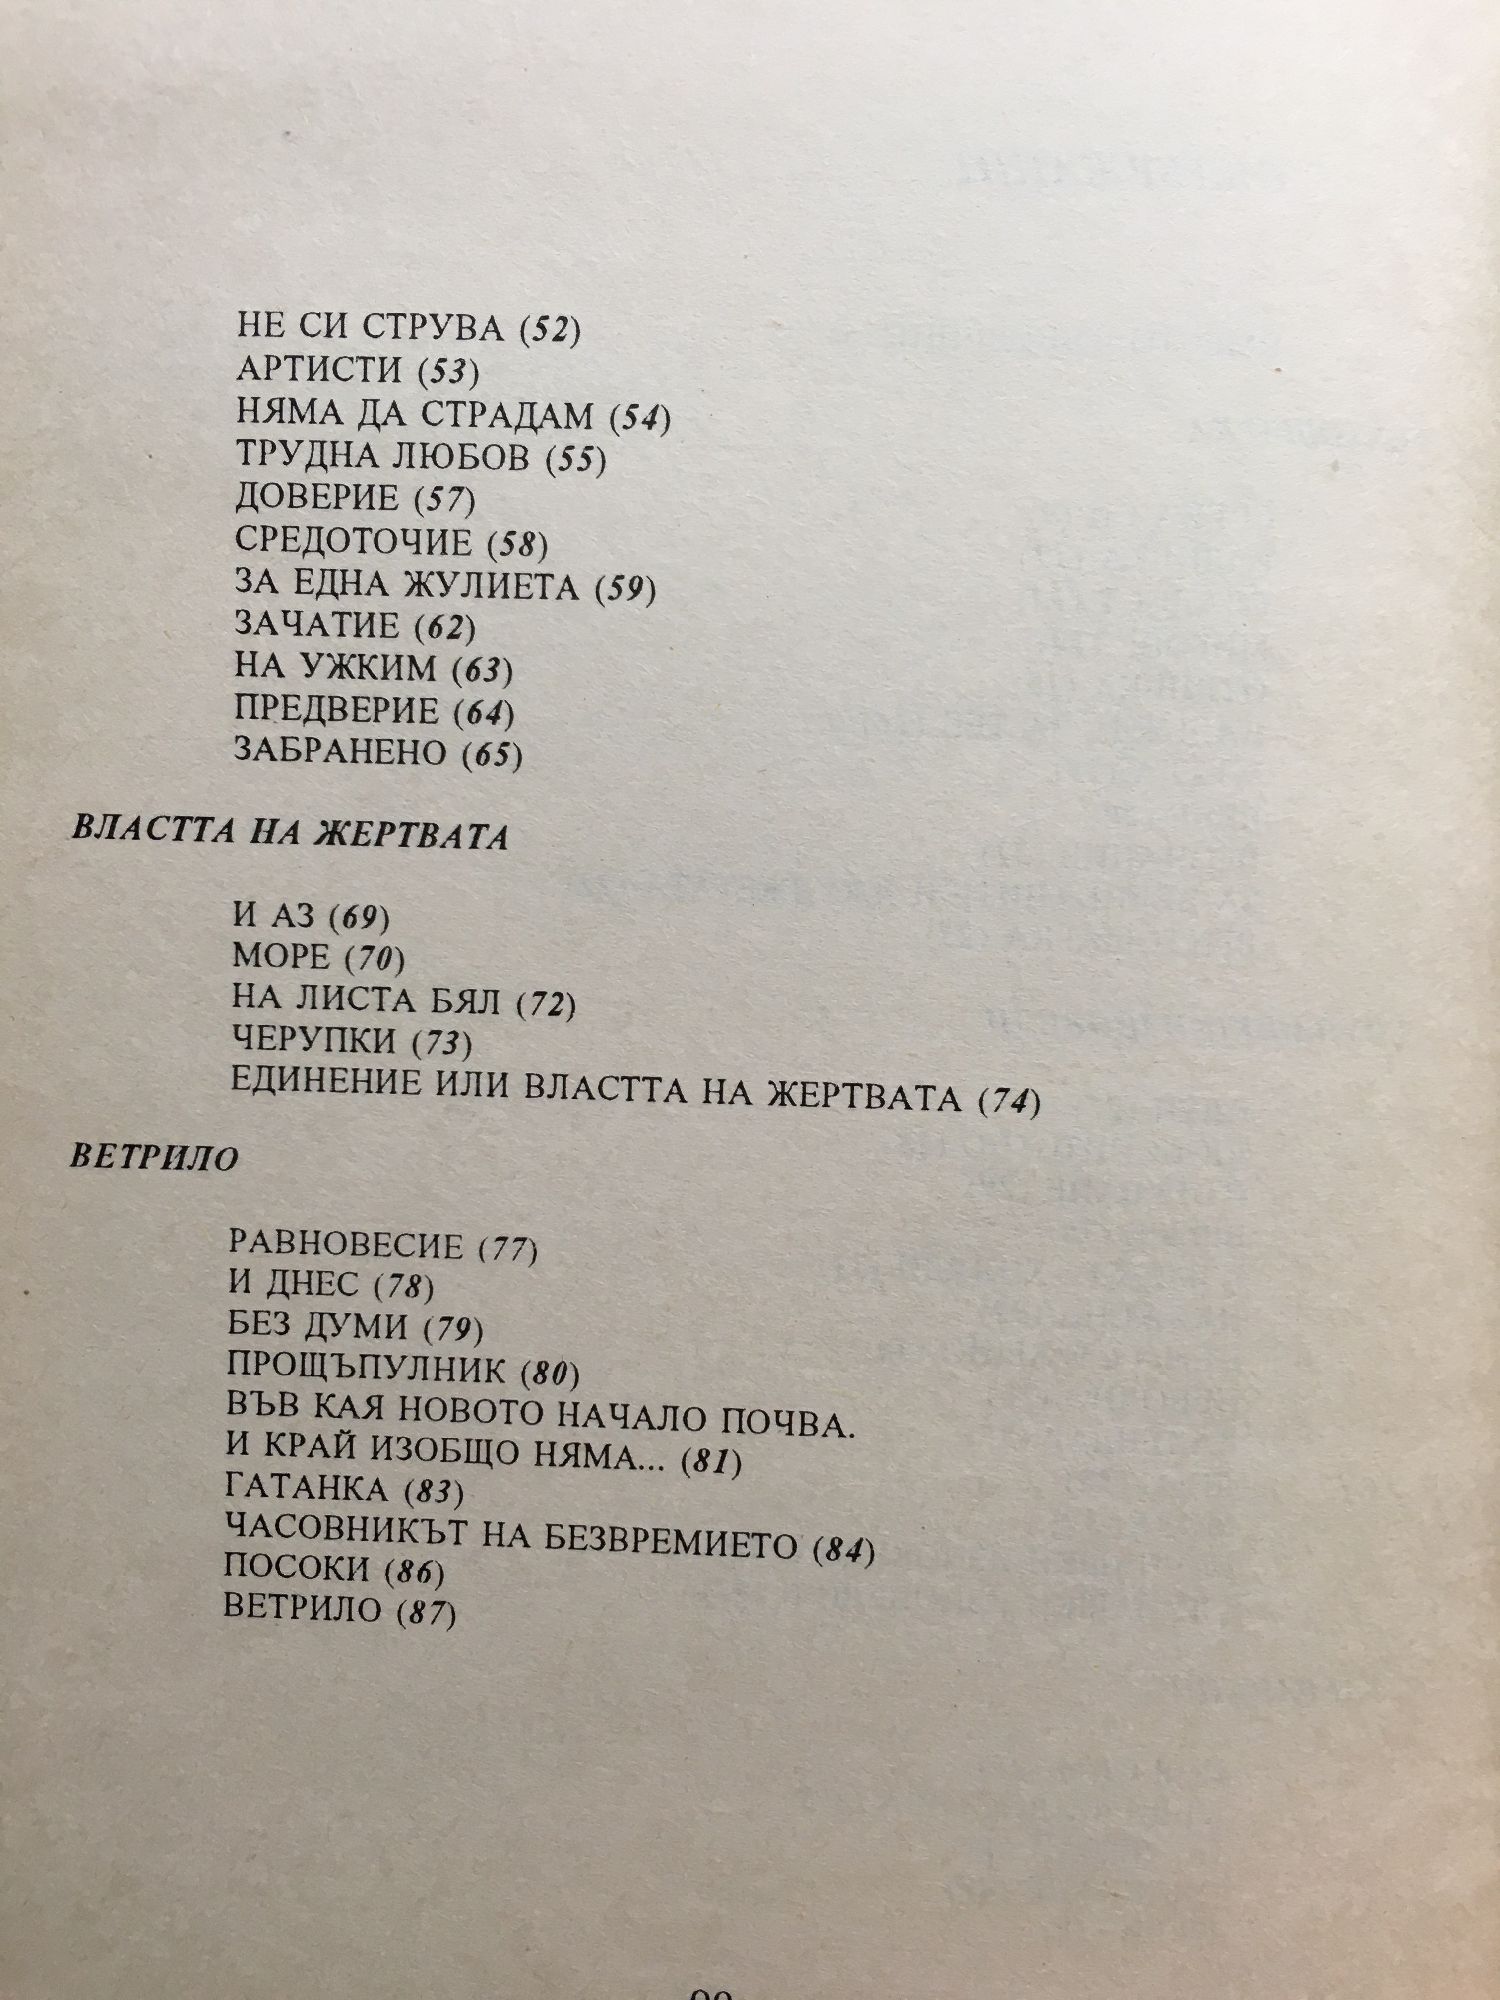 НЕ СИ СТРУВА (52)
АРТИСТИ (53)
НЯМА ДА СТРАДАМ (54)
ТРУДНА ЛЮБОВ (55)
ДОВЕРИЕ (57)
СРЕДОТОЧИЕ (58)
ЗА ЕДНА ЖУЛИЕТА (59)
ЗАЧАТИЕ (62)
НА УЖКИМ (63)
ПРЕДВЕРИЕ (64)
ЗАБРАНЕНО (65)
ВЛАСТТА НА ЖЕРТВАТА
И АЗ (69)
МОРЕ (70)
НА ЛИСТА БЯЛ (72)
ЧЕРУПКИ (73)
ЕДИНЕНИЕ ИЛИ ВЛАСТТА НА ЖЕРТВАТА (74)
ВЕТРИЛО
РАВНОВЕСИЕ (77)
И ДНЕС (78)
БЕЗ ДУМИ (79)
ПРОЩЪПУЛНИК (80)
ВЪВ КАЯ НОВОТО НАЧАЛО ПОЧВА.
И КРАЙ ИЗОБЩО НЯМА... (81)
ГАТАНКА (83)
ЧАСОВНИКЪТ НА БЕЗВРЕМИЕТО (84)
ПОСОКИ (86)
ВЕТРИЛО (87)